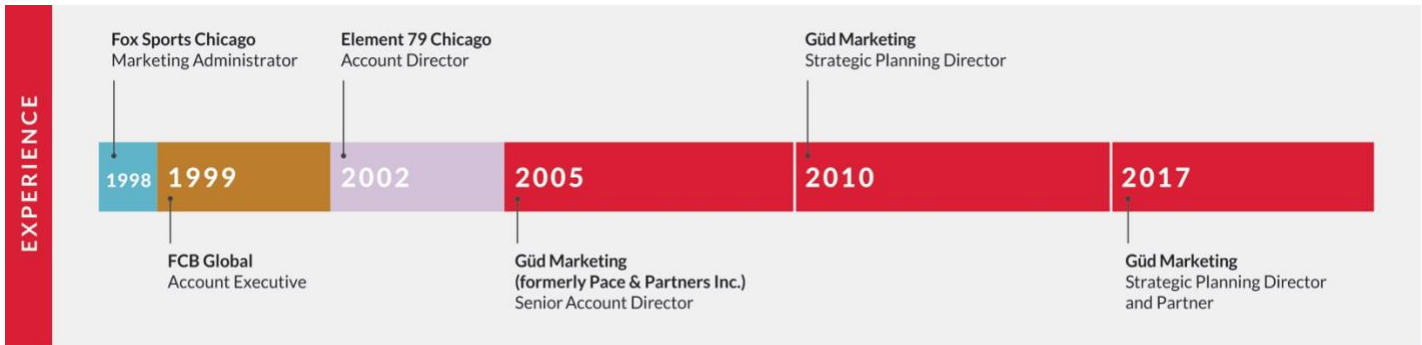 EXPERIENCE
Fox Sports Chicago
Marketing Administrator
Element 79 Chicago
Account Director
Güd Marketing
Strategic Planning Director
1998
1999
2002
2005
2010
2017
FCB Global
Account Executive
Güd Marketing
(formerly Pace & Partners Inc.)
Senior Account Director
Güd Marketing
Strategic Planning Director
and Partner